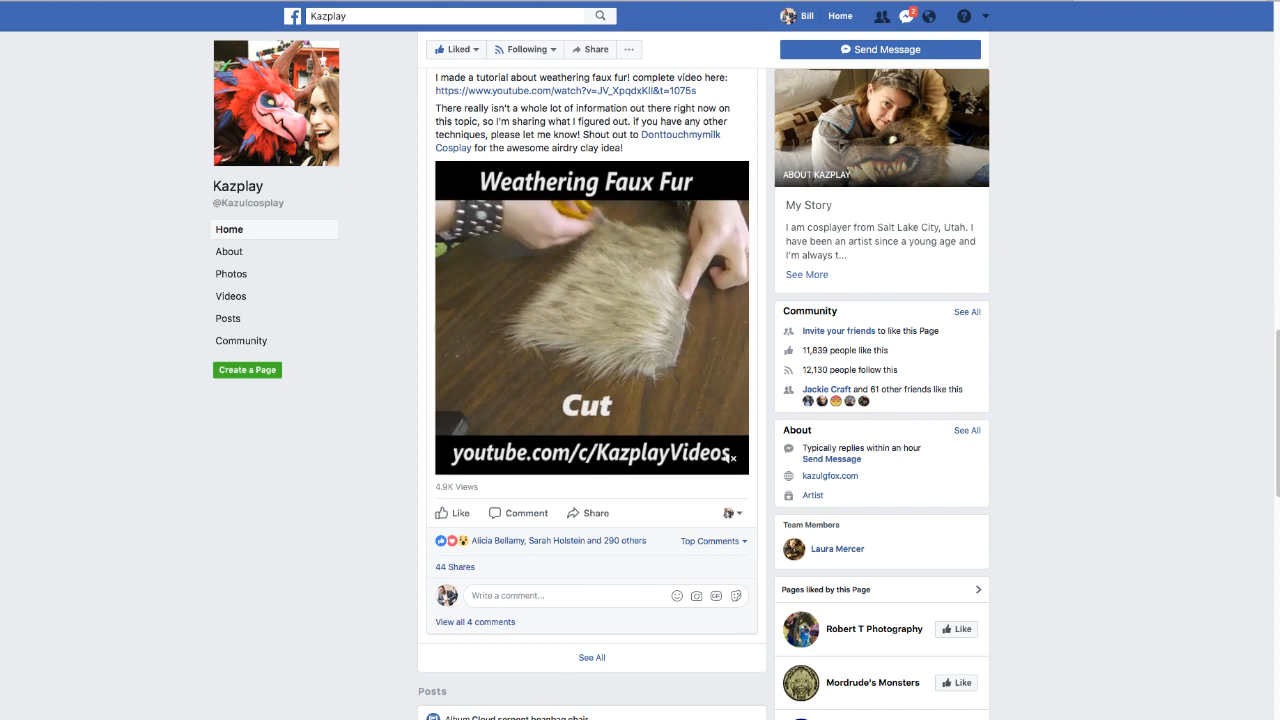 Kazplay
Bill
Home
2
Liked
Following
Share
Send Message
Kazplay
@Kazulcosplay
Home
About
Photos
Videos
Posts
Community
Create a Page
I made a tutorial about weathering faux fur! complete video here:
https://www.youtube.com/watch?v=JV_XpqdxKlI&t=1075s
There really isn't a whole lot of information out there right now on
this topic, so I'm sharing what I figured out. if you have any other
techniques, please let me know! Shout out to Donttouchmymilk
Cosplay for the awesome airdry clay idea!
Weathering Faux Fur
Cut
youtube.com/c/KazplayVideos
4.9K Views
Like
Comment
Share
Alicia Bellamy, Sarah Holstein and 290 others
Top Comments
44 Shares
Write a comment...
GIF
View all 4 comments
See All
Posts
Album Cloud serpent beanbag chair
ABOUT KAZPLAY
My Story
I am cosplayer from Salt Lake City, Utah. I
have been an artist since a young age and
I'm always t...
See More
Community
See All
Invite your friends to like this Page
11,839 people like this
12,130 people follow this
Jackie Craft and 61 other friends like this
About
See All
Typically replies within an hour
Send Message
kazulgfox.com
Artist
Team Members
Laura Mercer
Pages liked by this Page
Robert T Photography
Like
Mordrude's Monsters
Like